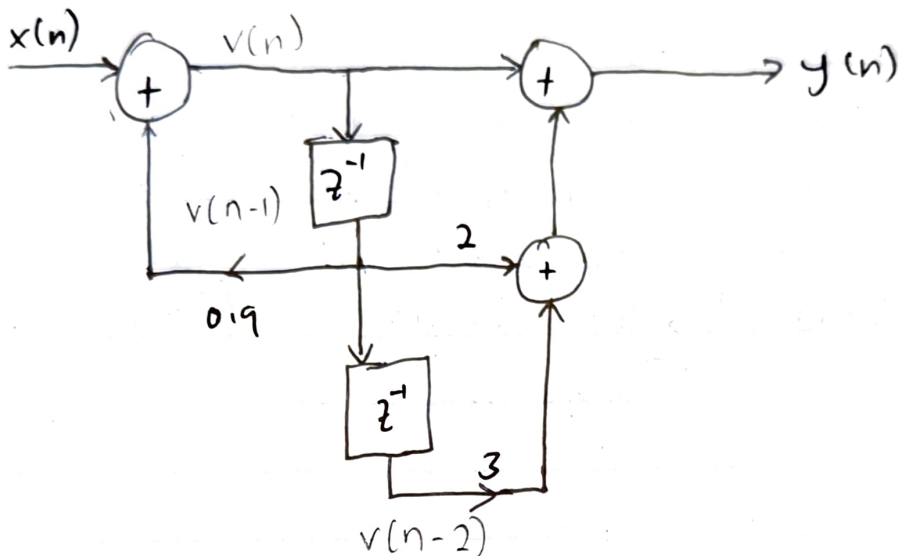 x(n)
v(n)
+
+
y(n)
z⁻¹
v(n-1)
2
+
0.9
z⁻¹
3
v(n-2)